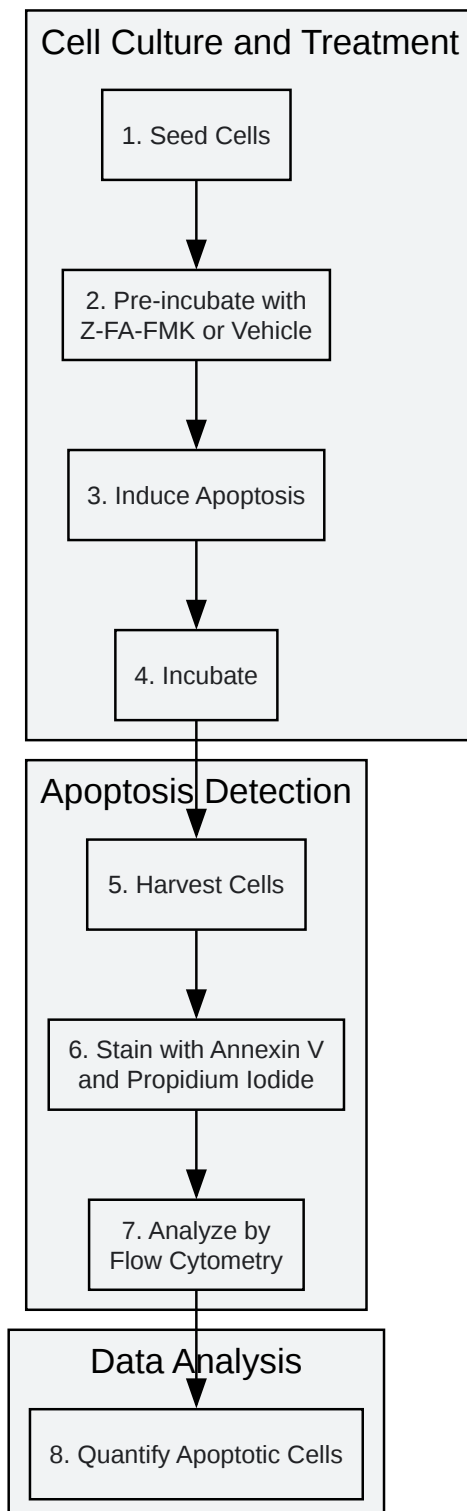 Cell Culture and Treatment
1. Seed Cells
2. Pre-incubate with
Z-FA-FMK or Vehicle
3. Induce Apoptosis
4. Incubate
Apoptosis Detection
5. Harvest Cells
6. Stain with Annexin V
and Propidium Iodide
7. Analyze by
Flow Cytometry
Data Analysis
8. Quantify Apoptotic Cells